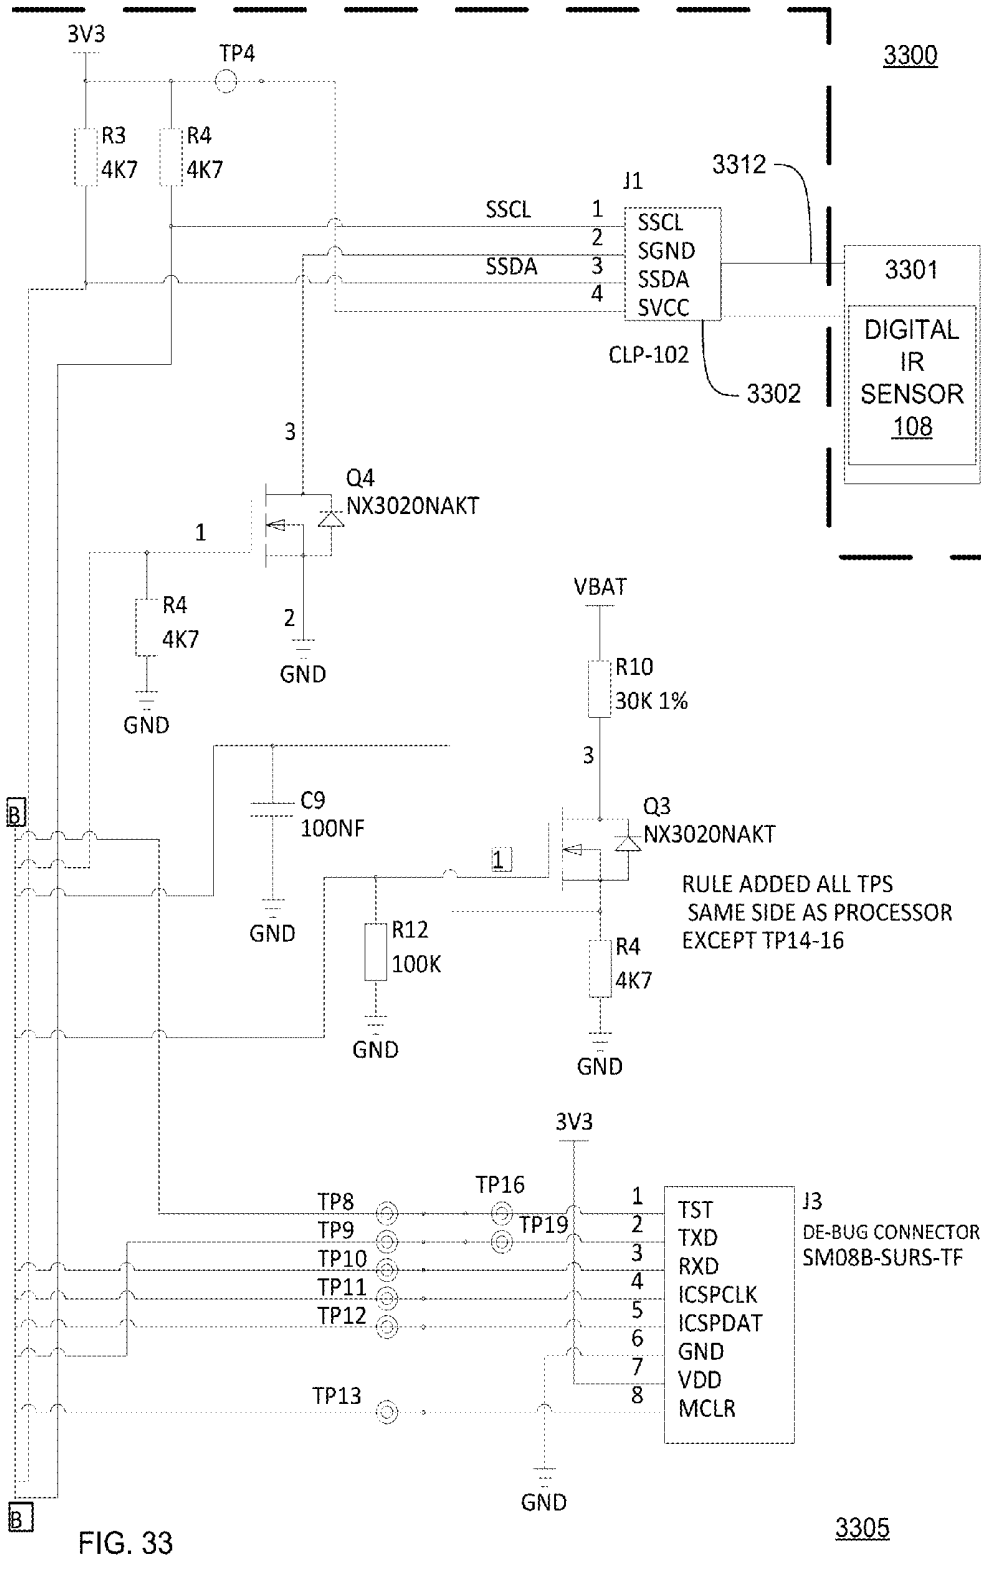 3V3
TP4
3300
R3
4K7
R4
4K7
3312
J1
SSCL
1
SSCL
2
SGND
SSDA
3
SSDA
4
SVCC
3301
CLP-102
3302
DIGITAL
IR
SENSOR
108
3
Q4
NX3020NAKT
1
R4
4K7
2
GND
GND
VBAT
R10
30K 1%
3
B
C9
100NF
Q3
NX3020NAKT
1
GND
RULE ADDED ALL TPS
SAME SIDE AS PROCESSOR
EXCEPT TP14-16
R12
100K
R4
4K7
GND
GND
3V3
TP8
TP16
1
TST
J3
TP9
TP19
2
TXD
DE-BUG CONNECTOR
TP10
3
RXD
SM08B-SURS-TF
TP11
4
ICSPCLK
TP12
5
ICSPDAT
6
GND
7
VDD
TP13
8
MCLR
GND
B
FIG. 33
3305